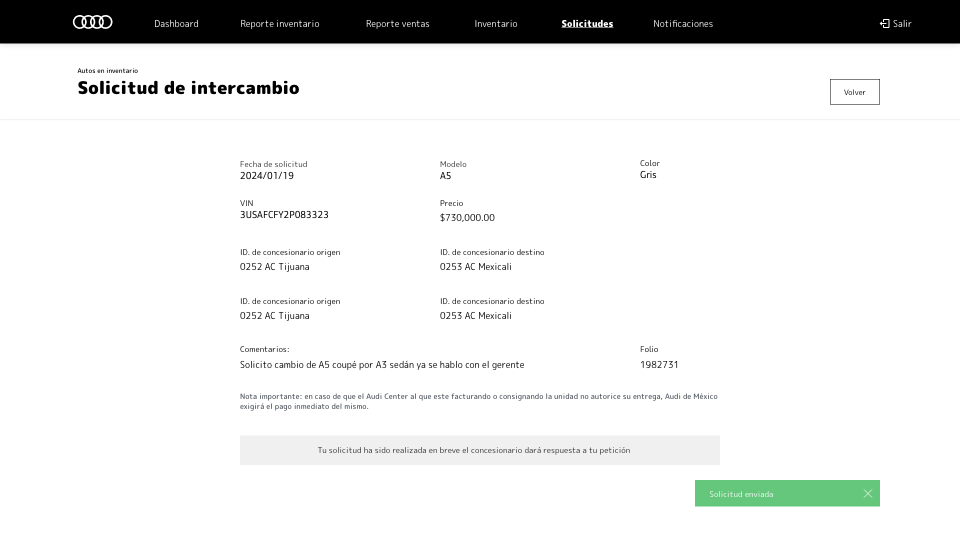 Dashboard Reporte inventario Reporte ventas Inventario Solicitudes Notificaciones Salir
Autos en inventario
Solicitud de intercambio
Volver
Fecha de solicitud Modelo Color
2024/01/19 A5 Gris
VIN Precio
3USAFCFY2P083323 $730,000.00
ID. de concesionario origen ID. de concesionario destino
0252 AC Tijuana 0253 AC Mexicali
ID. de concesionario origen ID. de concesionario destino
0252 AC Tijuana 0253 AC Mexicali
Comentarios: Folio
Solicito cambio de A5 coupé por A3 sedán ya se hablo con el gerente 1982731
Nota importante: en caso de que el Audi Center al que este facturando o consignando la unidad no autorice su entrega, Audi de México
exigirá el pago inmediato del mismo.
Tu solicitud ha sido realizada en breve el concesionario dará respuesta a tu petición
Solicitud enviada